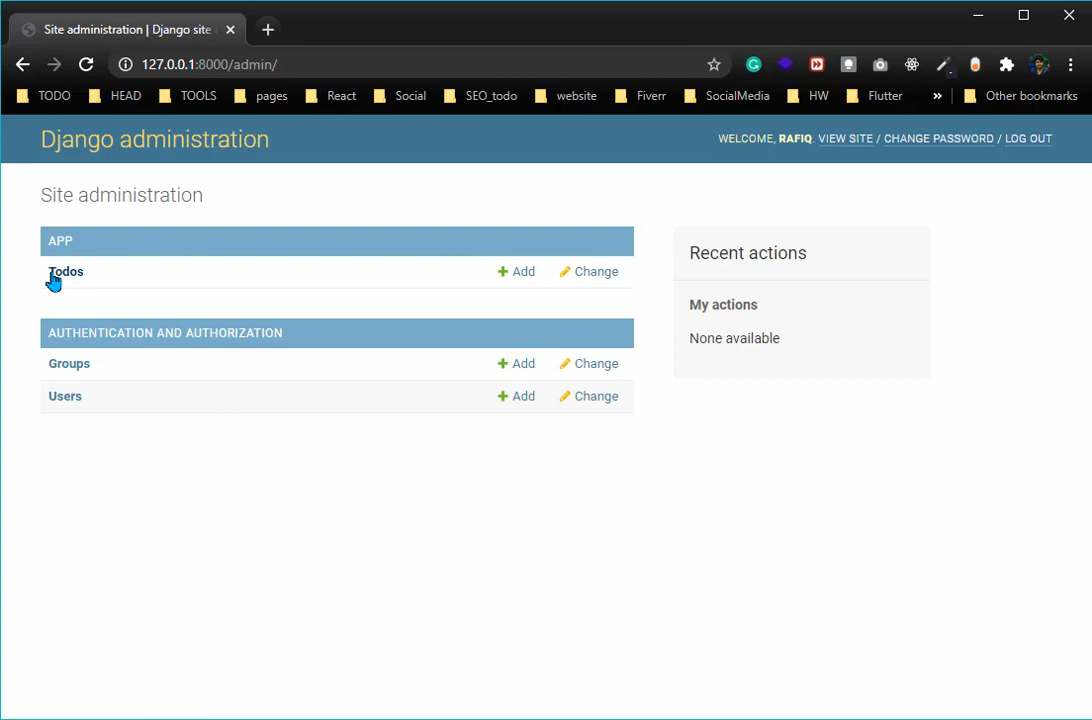 Site administration | Django site
127.0.0.1:8000/admin/
TODO HEAD TOOLS pages React Social SEO_todo website Fiverr SocialMedia HW Flutter » Other bookmarks
Django administration
WELCOME, RAFIQ. VIEW SITE / CHANGE PASSWORD / LOG OUT
Site administration
APP
Todos Add Change
AUTHENTICATION AND AUTHORIZATION
Groups Add Change
Users Add Change
Recent actions
My actions
None available